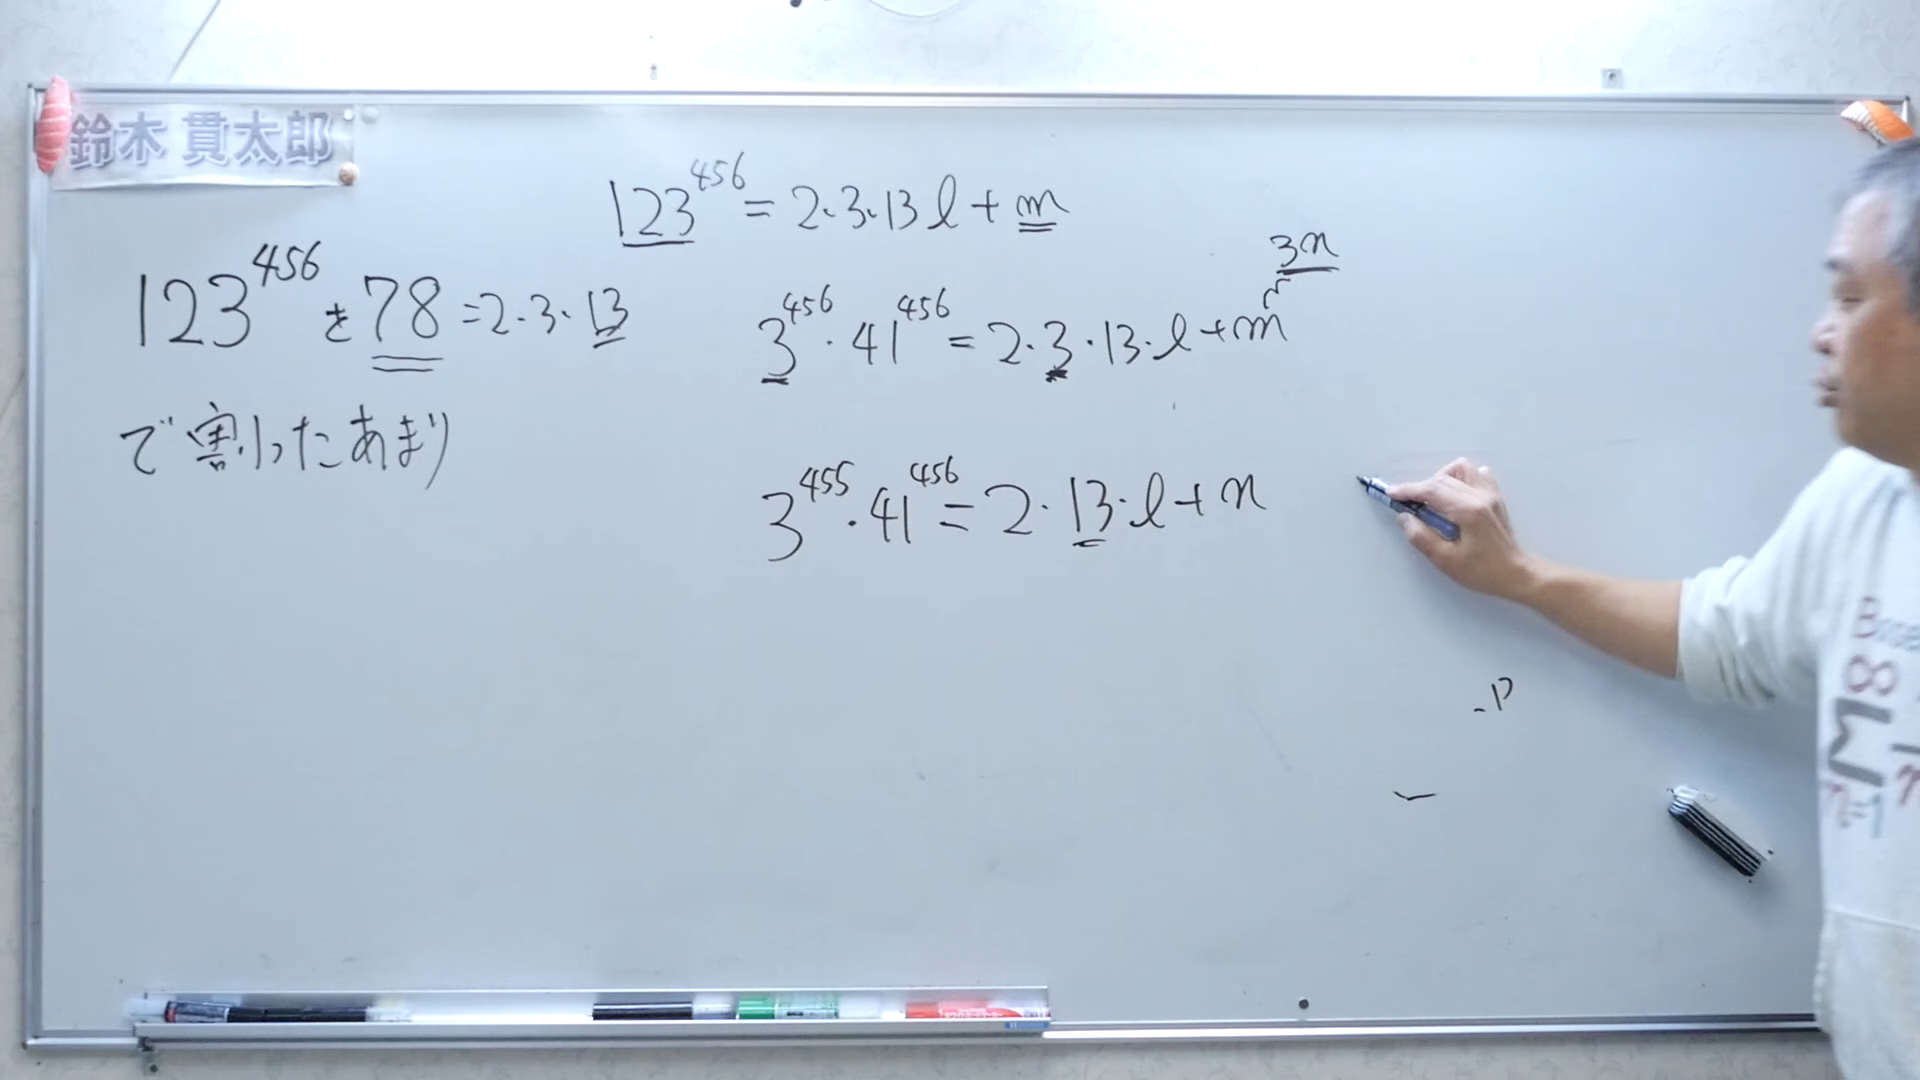 鈴木 貫太郎
123^456 を 78 = 2・3・13
で割ったあまり
123^456 = 2・3・13 l + m
3n
3^456・41^456 = 2・3・13・l + m
3^455・41^456 = 2・13・l + n